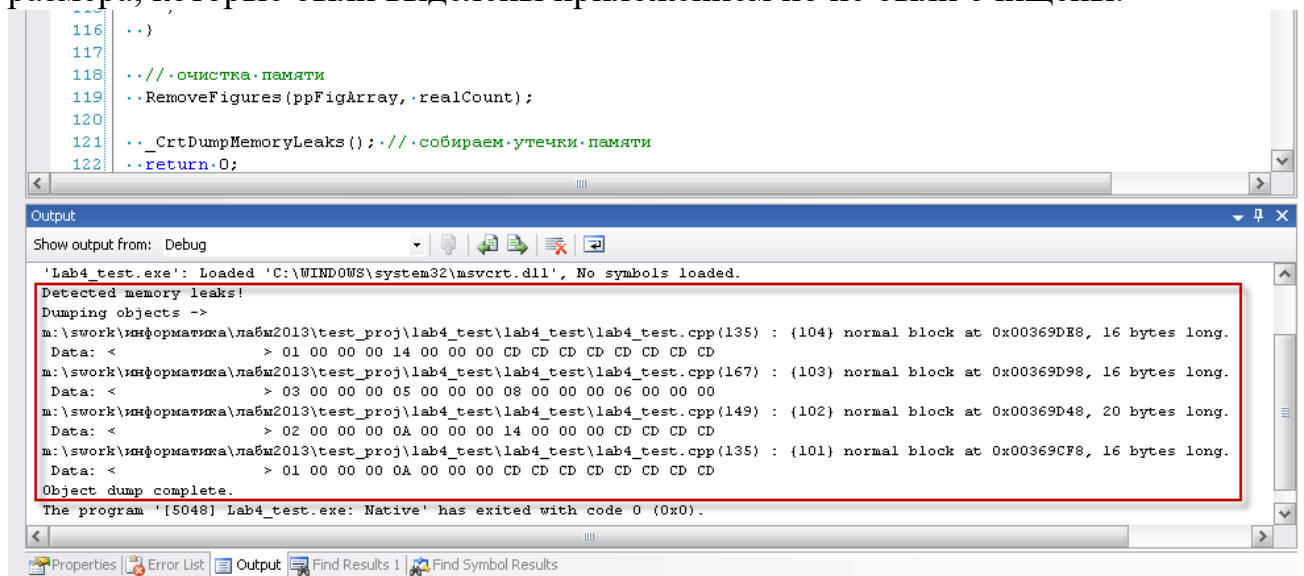 размера, которые были выделены приложением но не были очищены.
116 ··}
117
118 ··//·очистка·памяти
119 ··RemoveFigures(ppFigArray,·realCount);
120
121 ··_CrtDumpMemoryLeaks();·//·собираем·утечки·памяти
122 ··return·0;
Output
Show output from: Debug
'Lab4_test.exe': Loaded 'C:\WINDOWS\system32\msvcrt.dll', No symbols loaded.
Detected memory leaks!
Dumping objects ->
m:\swork\информатика\лабы2013\test_proj\lab4_test\lab4_test\lab4_test.cpp(135) : {104} normal block at 0x00369DE8, 16 bytes long.
Data: < > 01 00 00 00 14 00 00 00 CD CD CD CD CD CD CD CD
m:\swork\информатика\лабы2013\test_proj\lab4_test\lab4_test\lab4_test.cpp(167) : {103} normal block at 0x00369D98, 16 bytes long.
Data: < > 03 00 00 00 05 00 00 00 08 00 00 00 06 00 00 00
m:\swork\информатика\лабы2013\test_proj\lab4_test\lab4_test\lab4_test.cpp(149) : {102} normal block at 0x00369D48, 20 bytes long.
Data: < > 02 00 00 00 0A 00 00 00 14 00 00 00 CD CD CD CD
m:\swork\информатика\лабы2013\test_proj\lab4_test\lab4_test\lab4_test.cpp(135) : {101} normal block at 0x00369CF8, 16 bytes long.
Data: < > 01 00 00 00 0A 00 00 00 CD CD CD CD CD CD CD CD
Object dump complete.
The program '[5048] Lab4_test.exe: Native' has exited with code 0 (0x0).
Properties Error List Output Find Results 1 Find Symbol Results